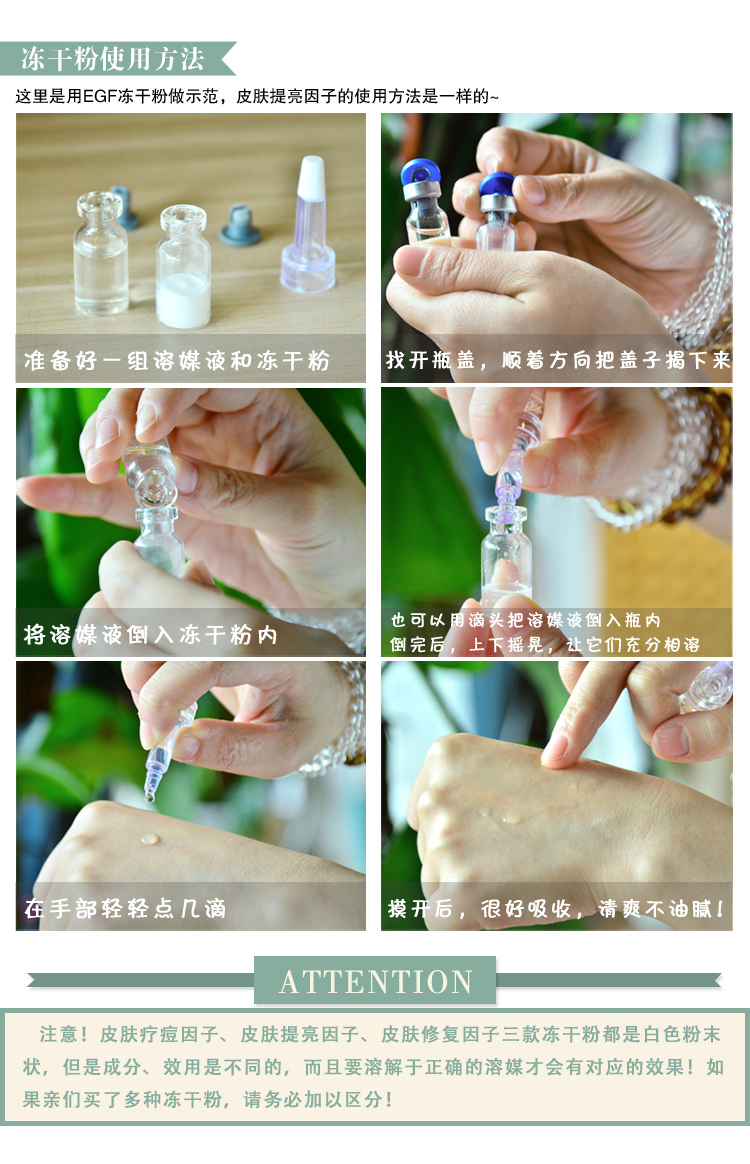 冻干粉使用方法
这里是用EGF冻干粉做示范，皮肤提亮因子的使用方法是一样的~
准备好一组溶媒液和冻干粉
找开瓶盖，顺着方向把盖子揭下来
将溶媒液倒入冻干粉内
也可以用滴头把溶媒液倒入瓶内
倒完后，上下摇晃，让它们充分相溶
在手部轻轻点几滴
摸开后，很好吸收，清爽不油腻！
ATTENTION
注意！皮肤疗痘因子、皮肤提亮因子、皮肤修复因子三款冻干粉都是白色粉末
状，但是成分、效用是不同的，而且要溶解于正确的溶媒才会有对应的效果！如
果亲们买了多种冻干粉，请务必加以区分！